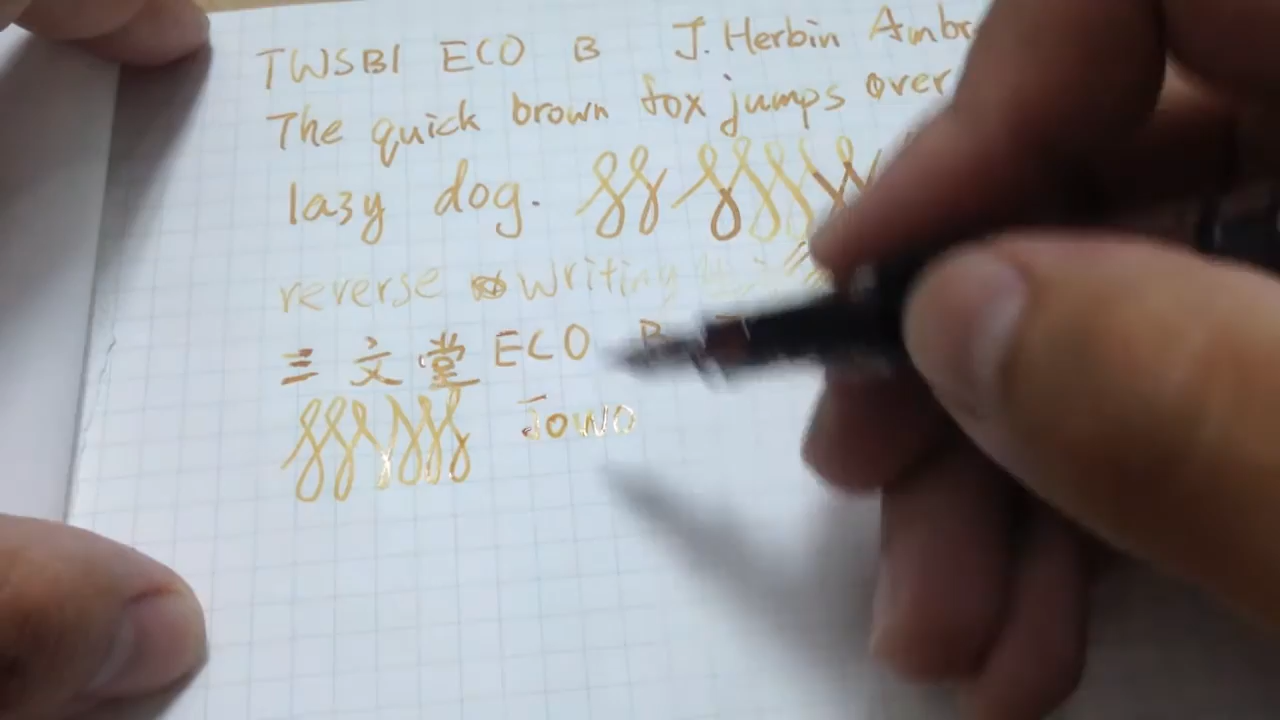 TWSBI ECO B J. Herbin
The quick brown fox jumps over
lazy dog.
reverse writing
三文堂 ECO B
Jowo